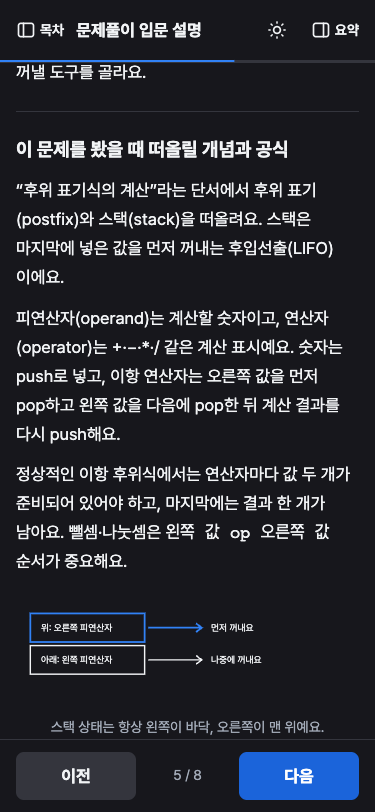 목차 문제풀이 입문 설명 요약
꺼낼 도구를 골라요.
이 문제를 봤을 때 떠올릴 개념과 공식
“후위 표기식의 계산”라는 단서에서 후위 표기
(postfix)와 스택(stack)을 떠올려요. 스택은
마지막에 넣은 값을 먼저 꺼내는 후입선출(LIFO)
이에요.
피연산자(operand)는 계산할 숫자이고, 연산자
(operator)는 +·−·*·/ 같은 계산 표시예요. 숫자는
push로 넣고, 이항 연산자는 오른쪽 값을 먼저
pop하고 왼쪽 값을 다음에 pop한 뒤 계산 결과를
다시 push해요.
정상적인 이항 후위식에서는 연산자마다 값 두 개가
준비되어 있어야 하고, 마지막에는 결과 한 개가
남아요. 뺄셈·나눗셈은 왼쪽 값 op 오른쪽 값
순서가 중요해요.
위: 오른쪽 피연산자 먼저 꺼내요
아래: 왼쪽 피연산자 나중에 꺼내요
스택 상태는 항상 왼쪽이 바닥, 오른쪽이 맨 위예요.
이전 5 / 8 다음